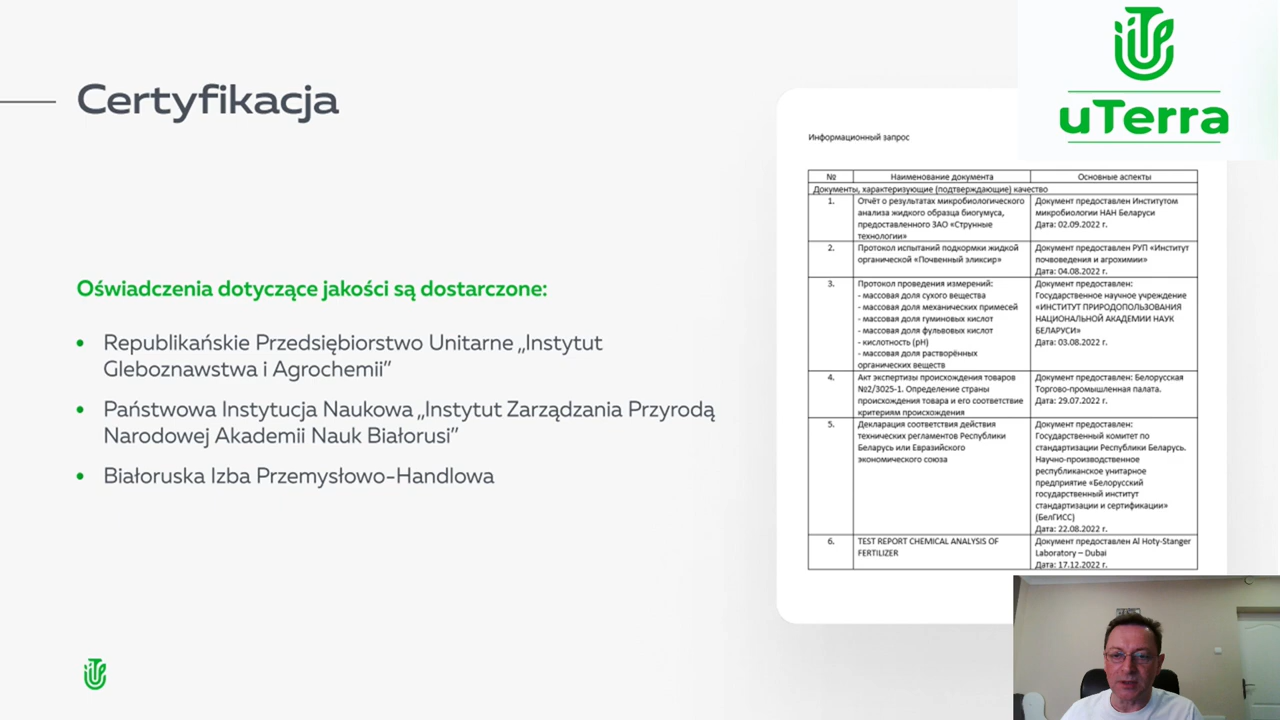 Certyfikacja
uTerra
Oświadczenia dotyczące jakości są dostarczone:
• Republikańskie Przedsiębiorstwo Unitarne „Instytut
Gleboznawstwa i Agrochemii”
• Państwowa Instytucja Naukowa „Instytut Zarządzania Przyrodą
Narodowej Akademii Nauk Białorusi”
• Białoruska Izba Przemysłowo-Handlowa
Информационный запрос
№ Наименование документа Основные аспекты
Документы, характеризующие (подтверждающие) качество
1. Отчёт о результатах микробиологического Документ предоставлен Институтом
анализа жидкого образца биогумуса, микробиологии НАН Беларуси
предоставленного ЗАО «Струнные Дата: 02.09.2022 г.
технологии»
2. Протокол испытаний подкормки жидкой Документ предоставлен РУП «Институт
органической «Почвенный эликсир» почвоведения и агрохимии»
Дата: 04.08.2022 г.
3. Протокол проведения измерений: Документ предоставлен:
- массовая доля сухого вещества Государственное научное учреждение
- массовая доля механических примесей «ИНСТИТУТ ПРИРОДОПОЛЬЗОВАНИЯ
- массовая доля гуминовых кислот НАЦИОНАЛЬНОЙ АКАДЕМИИ НАУК
- массовая доля фульвовых кислот БЕЛАРУСИ»
- кислотность (pH) Дата: 03.08.2022 г.
- массовая доля растворённых
органических веществ
4. Акт экспертизы происхождения товаров Документ предоставлен: Белорусская
№2/3025-1. Определение страны Торгово-промышленная палата.
происхождения товара и его соответствие Дата: 29.07.2022 г.
критериям происхождения
5. Декларация соответствия действия Документ предоставлен:
технических регламентов Республики Государственный комитет по
Беларусь или Евразийского стандартизации Республики Беларусь.
экономического союза Научно-производственное
республиканское унитарное
предприятие «Белорусский
государственный институт
стандартизации и сертификации»
(БелГИСС)
Дата: 22.08.2022 г.
6. TEST REPORT CHEMICAL ANALYSIS OF Документ предоставлен Al Hoty-Stanger
FERTILIZER Laboratory – Dubai
Дата: 17.12.2022 г.